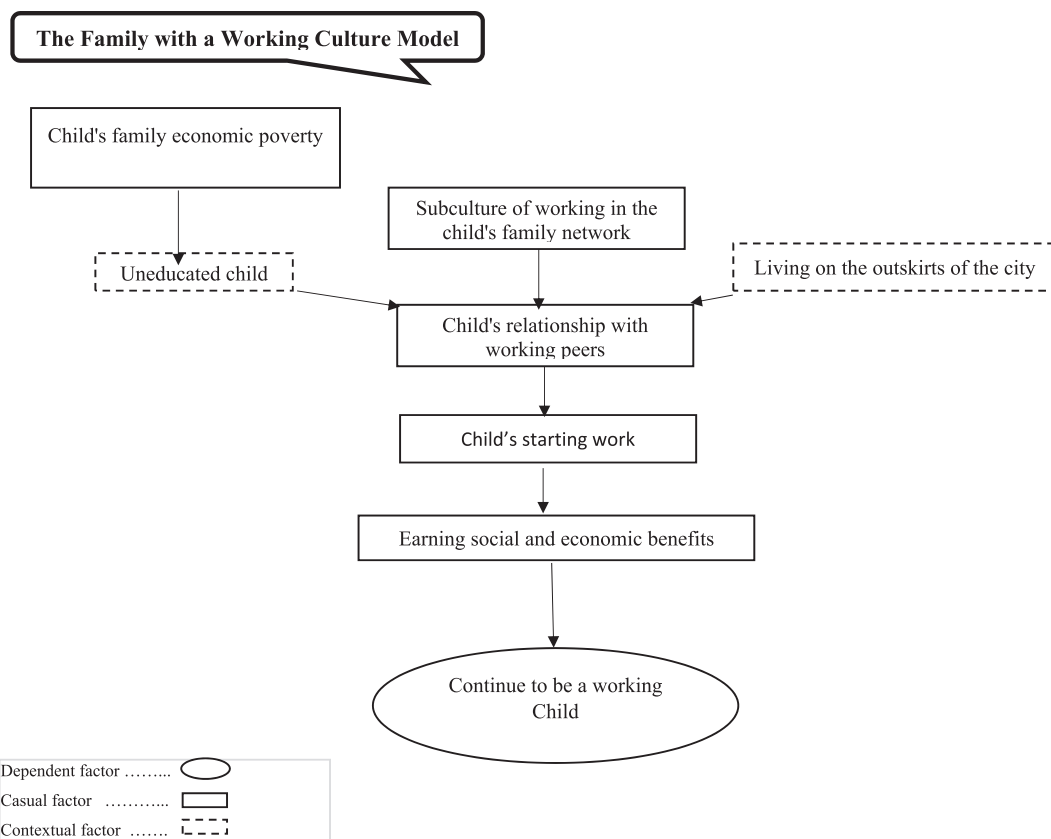 The Family with a Working Culture Model
Child's family economic poverty
Subculture of working in the
child's family network
Uneducated child
Living on the outskirts of the city
Child's relationship with
working peers
Child’s starting work
Earning social and economic benefits
Continue to be a working
Child
Dependent factor ……...
Casual factor ………...
Contextual factor …….